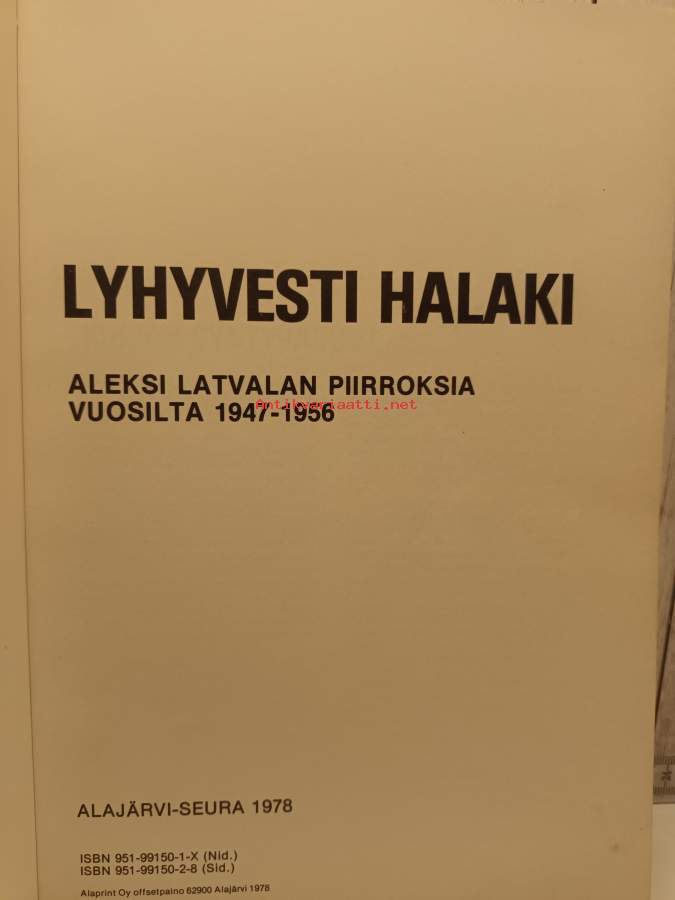 LYHYVESTI HALAKI
ALEKSI LATVALAN PIIRROKSIA
VUOSILTA 1947-1956
Antikvariaatti.net
ALAJÄRVI-SEURA 1978
ISBN 951-99150-1-X (Nid.)
ISBN 951-99150-2-8 (Sid.)
Alaprint Oy offsetpaino 62900 Alajärvi 1978